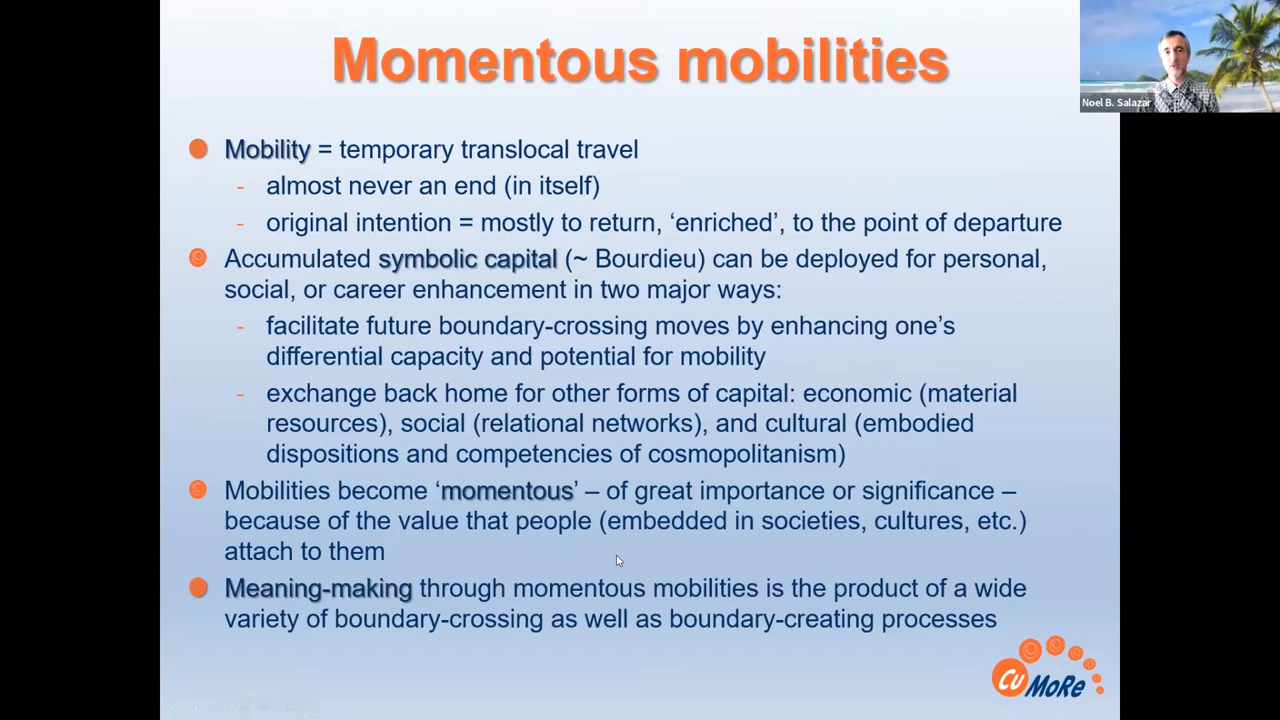 Momentous mobilities
Noel B. Salazar
Mobility = temporary translocal travel
- almost never an end (in itself)
- original intention = mostly to return, ‘enriched’, to the point of departure
Accumulated symbolic capital (~ Bourdieu) can be deployed for personal,
social, or career enhancement in two major ways:
- facilitate future boundary-crossing moves by enhancing one’s
differential capacity and potential for mobility
- exchange back home for other forms of capital: economic (material
resources), social (relational networks), and cultural (embodied
dispositions and competencies of cosmopolitanism)
Mobilities become ‘momentous’ – of great importance or significance –
because of the value that people (embedded in societies, cultures, etc.)
attach to them
Meaning-making through momentous mobilities is the product of a wide
variety of boundary-crossing as well as boundary-creating processes
Cu MoRe